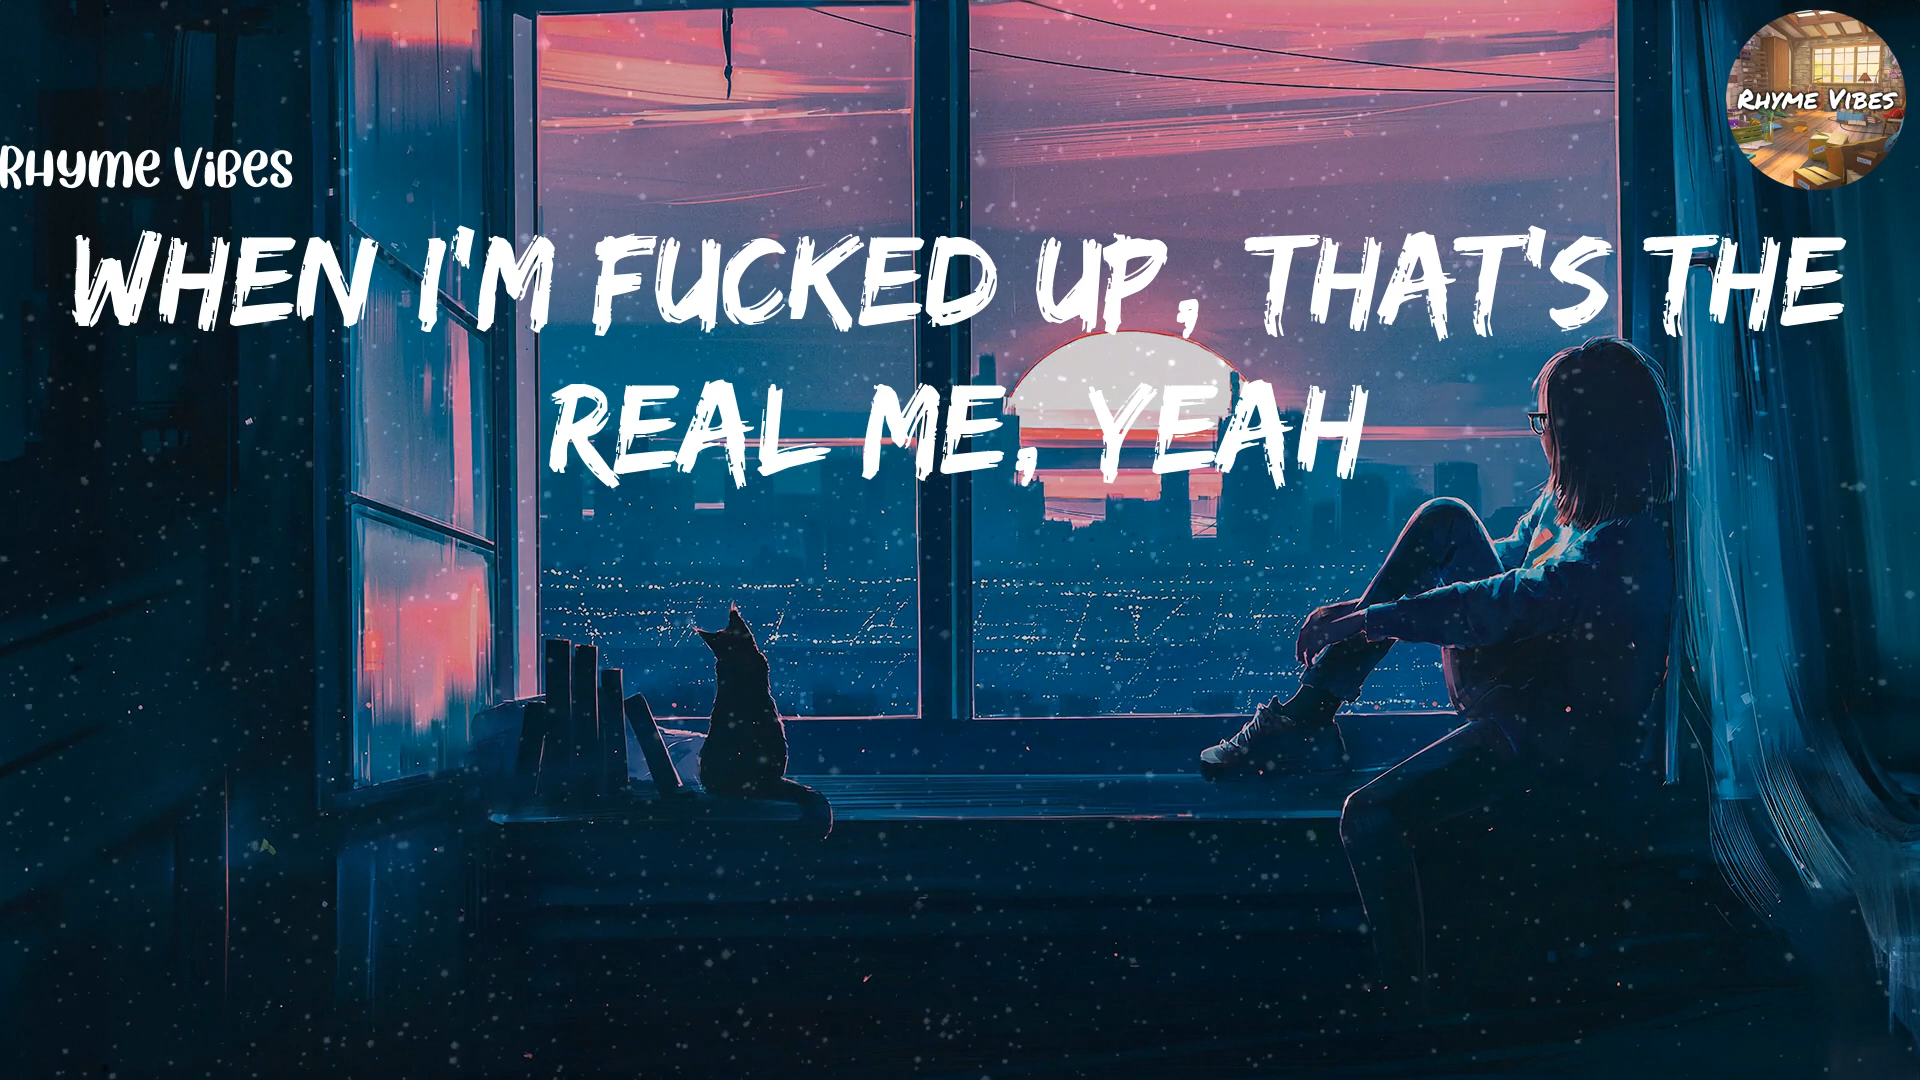 Rhyme Vibes
Rhyme Vibes
WHEN I'M FUCKED UP, THAT'S THE
REAL ME, YEAH